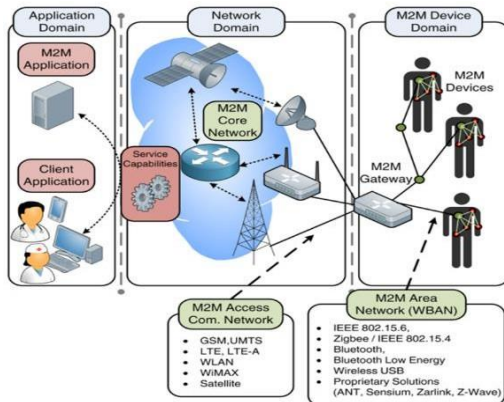 Application
Domain
Network
Domain
M2M Device
Domain
M2M
Application
M2M
Core
Network
M2M
Devices
Client
Application
Service
Capabilities
M2M
Gateway
M2M Access
Com. Network
• GSM,UMTS
• LTE, LTE-A
• WLAN
• WiMAX
• Satellite
M2M Area
Network (WBAN)
• IEEE 802.15.6,
• Zigbee / IEEE 802.15.4
• Bluetooth,
• Bluetooth Low Energy
• Wireless USB
• Proprietary Solutions
(ANT, Sensium, Zarlink, Z-Wave)